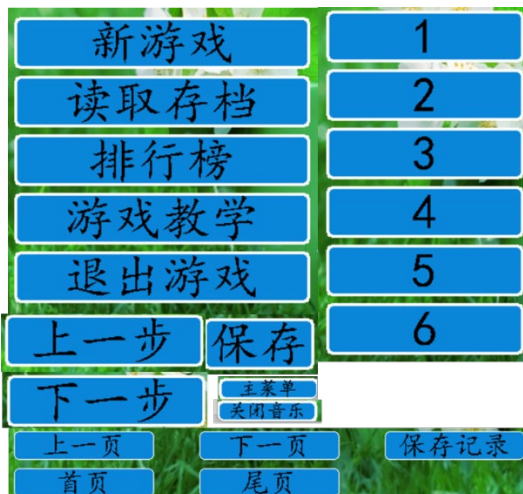 新游戏
读取存档
排行榜
游戏教学
退出游戏
1
2
3
4
5
6
上一步
保存
下一步
主菜单
关闭音乐
上一页
下一页
保存记录
首页
尾页